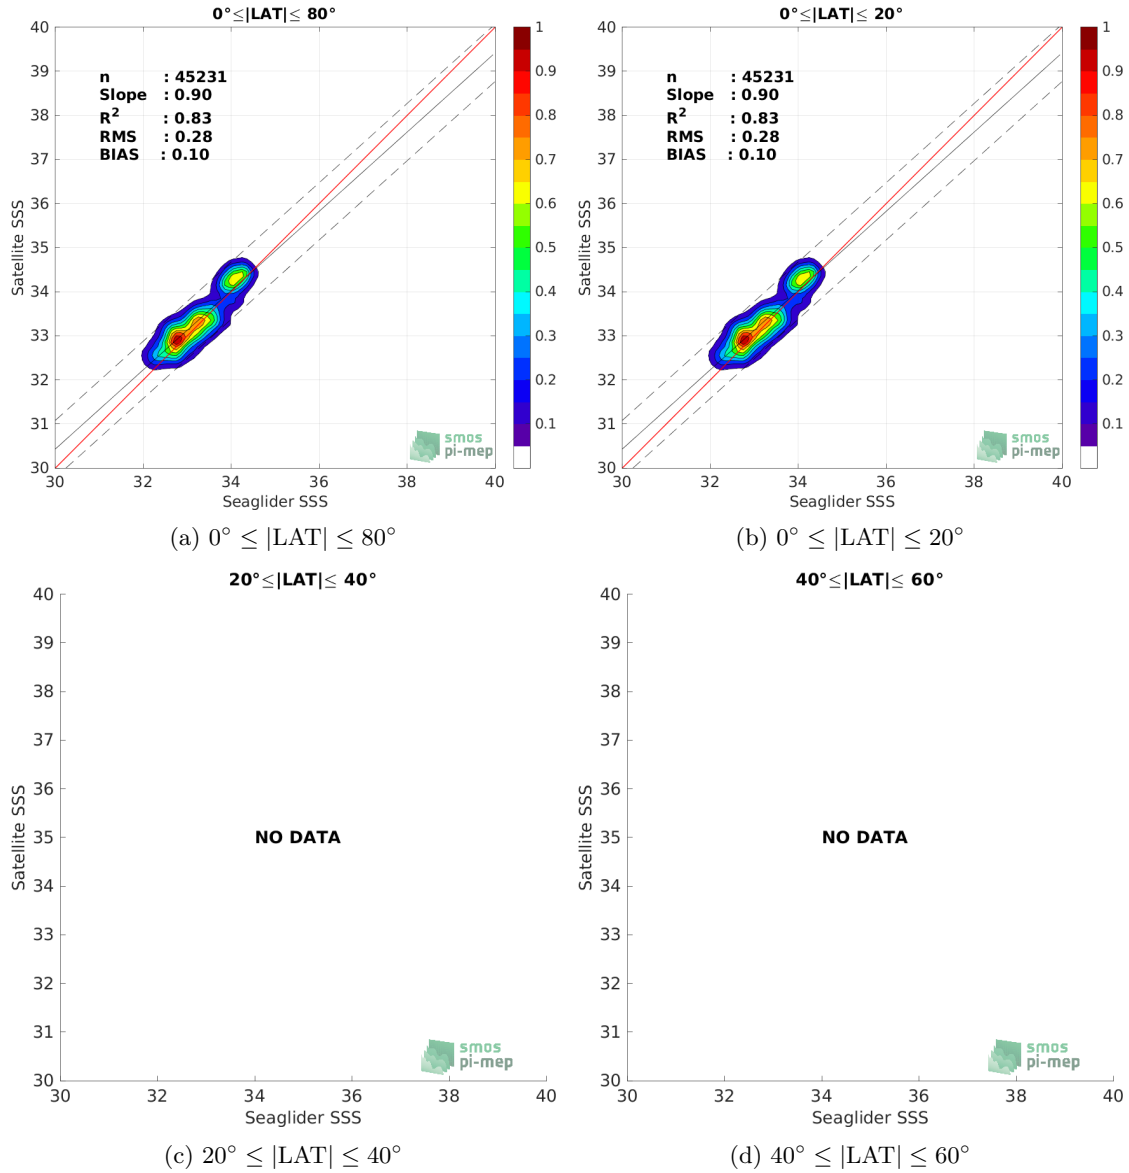 0°≤|LAT|≤ 80°
40
39
38
37
36
35
34
33
32
31
30
Satellite SSS
n : 45231
Slope : 0.90
R² : 0.83
RMS : 0.28
BIAS : 0.10
smos
pi-mep
30 32 34 36 38 40
Seaglider SSS
1
0.9
0.8
0.7
0.6
0.5
0.4
0.3
0.2
0.1
(a) 0° ≤ |LAT| ≤ 80°
0°≤|LAT|≤ 20°
40
39
38
37
36
35
34
33
32
31
30
Satellite SSS
n : 45231
Slope : 0.90
R² : 0.83
RMS : 0.28
BIAS : 0.10
smos
pi-mep
30 32 34 36 38 40
Seaglider SSS
1
0.9
0.8
0.7
0.6
0.5
0.4
0.3
0.2
0.1
(b) 0° ≤ |LAT| ≤ 20°
20°≤|LAT|≤ 40°
40
39
38
37
36
35
34
33
32
31
30
Satellite SSS
NO DATA
smos
pi-mep
30 32 34 36 38 40
Seaglider SSS
(c) 20° ≤ |LAT| ≤ 40°
40°≤|LAT|≤ 60°
40
39
38
37
36
35
34
33
32
31
30
Satellite SSS
NO DATA
smos
pi-mep
30 32 34 36 38 40
Seaglider SSS
(d) 40° ≤ |LAT| ≤ 60°